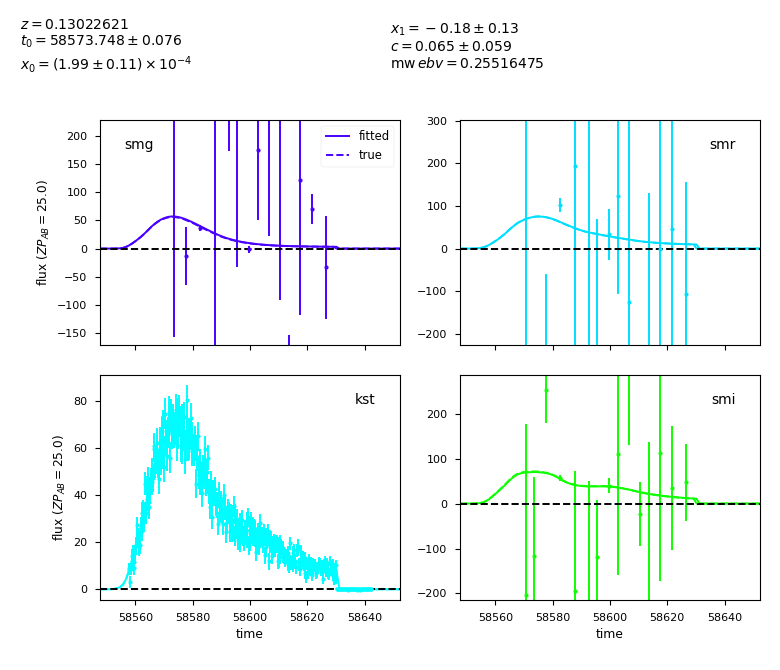 z = 0.13022621
t₀ = 58573.748 ± 0.076
x₀ = (1.99 ± 0.11) × 10⁻⁴
x₁ = −0.18 ± 0.13
c = 0.065 ± 0.059
mw ebv = 0.25516475
smg
fitted
true
200
150
100
50
0
−50
−100
−150
flux (ZP_AB = 25.0)
smr
300
200
100
0
−100
−200
kst
80
60
40
20
0
flux (ZP_AB = 25.0)
58560 58580 58600 58620 58640
time
smi
200
100
0
−100
−200
58560 58580 58600 58620 58640
time